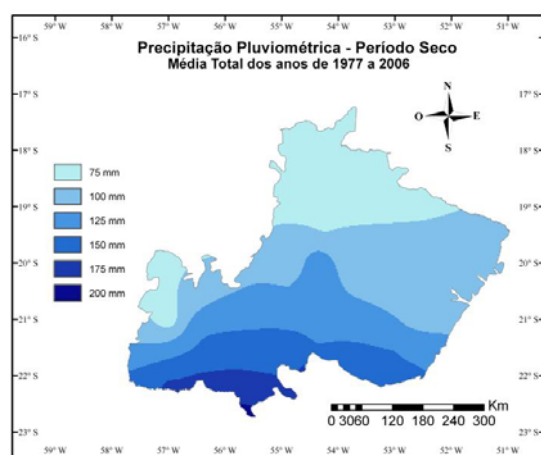 59° W 58° W 57° W 56° W 55° W 54° W 53° W 52° W 51° W
16° S 16° S
Precipitação Pluviométrica - Período Seco
Média Total dos anos de 1977 a 2006
17° S 17° S
N
O E
S
18° S 18° S
75 mm
100 mm
125 mm
150 mm
175 mm
200 mm
19° S 19° S
20° S 20° S
21° S 21° S
22° S 22° S
Km
0 3060 120 180 240 300
23° S 23° S
59° W 58° W 57° W 56° W 55° W 54° W 53° W 52° W 51° W